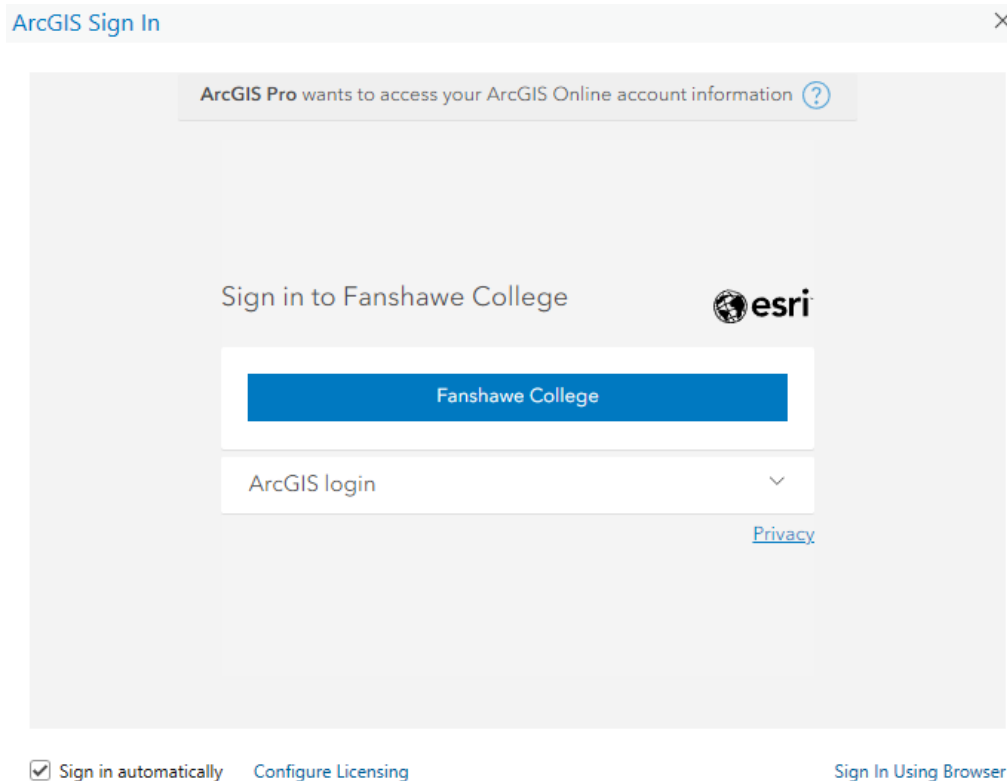 ArcGIS Sign In
ArcGIS Pro wants to access your ArcGIS Online account information ?
Sign in to Fanshawe College
esri
Fanshawe College
ArcGIS login
Privacy
Sign in automatically Configure Licensing Sign In Using Browser